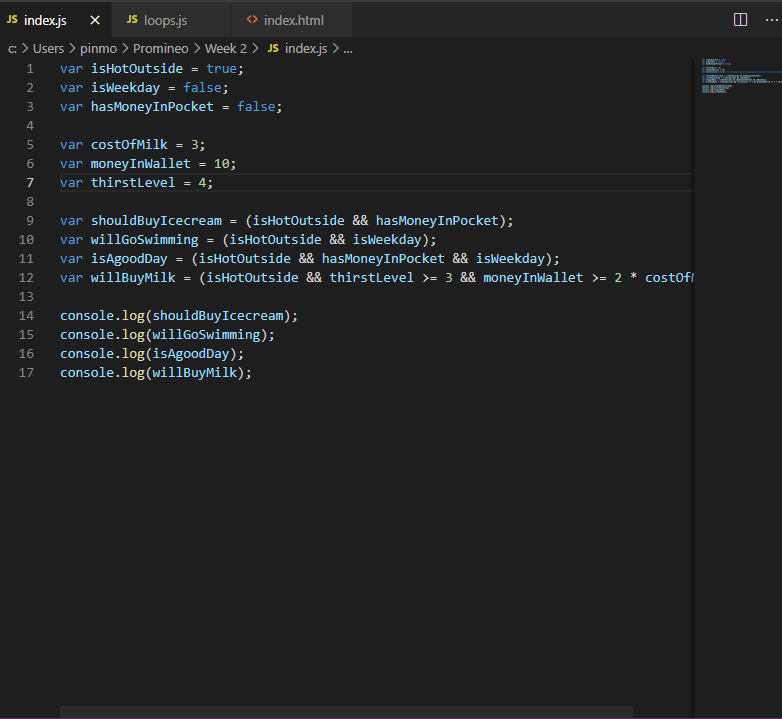 JS index.js × JS loops.js <> index.html ...
C: > Users > pinmo > Promineo > Week 2 > JS index.js > ...
1 var isHotOutside = true;
2 var isWeekday = false;
3 var hasMoneyInPocket = false;
4
5 var costOfMilk = 3;
6 var moneyInWallet = 10;
7 var thirstLevel = 4;
8
9 var shouldBuyIcecream = (isHotOutside && hasMoneyInPocket);
10 var willGoSwimming = (isHotOutside && isWeekday);
11 var isAgoodDay = (isHotOutside && hasMoneyInPocket && isWeekday);
12 var willBuyMilk = (isHotOutside && thirstLevel >= 3 && moneyInWallet >= 2 * costOf
13
14 console.log(shouldBuyIcecream);
15 console.log(willGoSwimming);
16 console.log(isAgoodDay);
17 console.log(willBuyMilk);